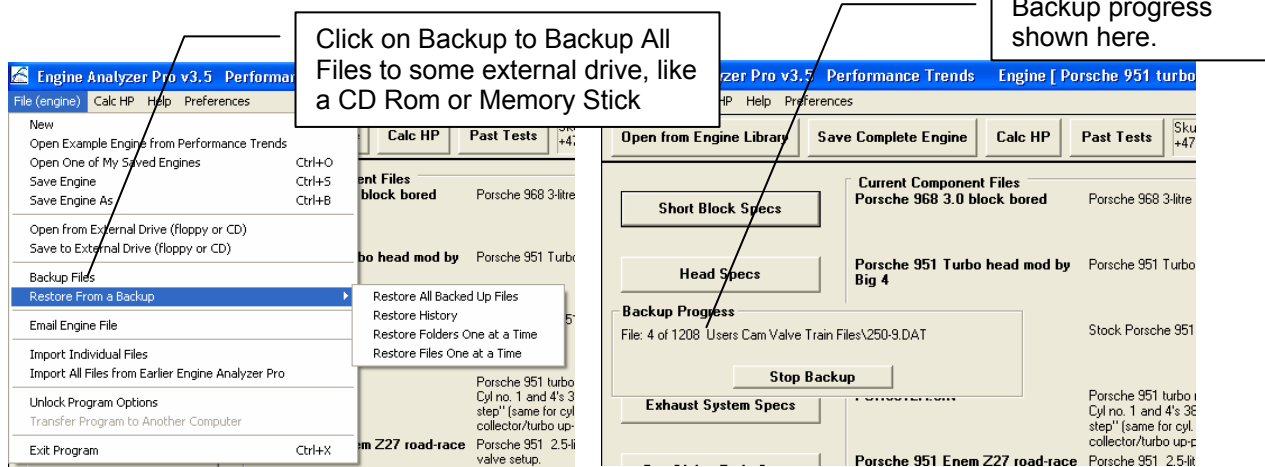 Click on Backup to Backup All
Files to some external drive, like
a CD Rom or Memory Stick
Backup progress
shown here.
Engine Analyzer Pro v3.5 Performan
File (engine) Calc HP Help Preferences
New
Open Example Engine from Performance Trends
Open One of My Saved Engines Ctrl+O
Save Engine Ctrl+S
Save Engine As Ctrl+B
Open from External Drive (floppy or CD)
Save to External Drive (floppy or CD)
Backup Files
Restore From a Backup
Email Engine File
Import Individual Files
Import All Files from Earlier Engine Analyzer Pro
Unlock Program Options
Transfer Program to Another Computer
Exit Program Ctrl+X
Restore All Backed Up Files
Restore History
Restore Folders One at a Time
Restore Files One at a Time
Calc HP Past Tests
ent Files
block bored Porsche 968 3-litre
bo head mod by Porsche 951 Turbo
Porsche 951 turbo
Cyl no. 1 and 4's 3
step" (same for cyl
collector/turbo up-
em Z27 road-race Porsche 951 2.5-li
valve setup.
yzer Pro v3.5 Performance Trends Engine [ Porsche 951 turbo
HP Help Preferences
Open from Engine Library Save Complete Engine Calc HP Past Tests Sku
+47
Current Component Files
Short Block Specs Porsche 968 3.0 block bored Porsche 968 3-litre
Head Specs Porsche 951 Turbo head mod by Porsche 951 Turbo
Big 4
Backup Progress
File: 4 of 1208 Users Cam Valve Train Files\250-9.DAT
Stop Backup
Stock Porsche 951
Exhaust System Specs
Porsche 951 turbo
Cyl no. 1 and 4's 38
step" (same for cyl.
collector/turbo up-p
Porsche 951 Enem Z27 road-race Porsche 951 2.5-lit